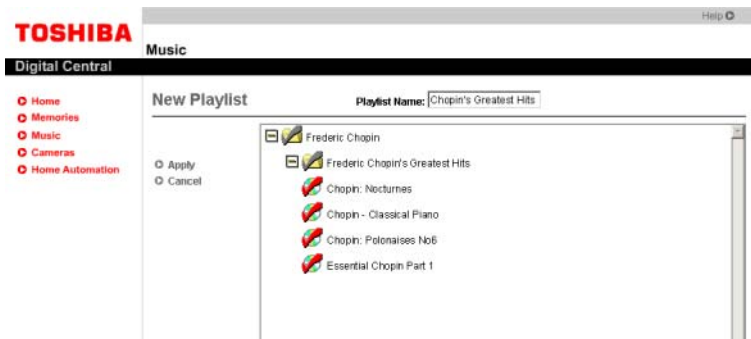 Help
TOSHIBA
Music
Digital Central
Home
Memories
Music
Cameras
Home Automation
New Playlist
Playlist Name: Chopin's Greatest Hits
Apply
Cancel
Frederic Chopin
Frederic Chopin's Greatest Hits
Chopin: Nocturnes
Chopin - Classical Piano
Chopin: Polonaises No6
Essential Chopin Part 1